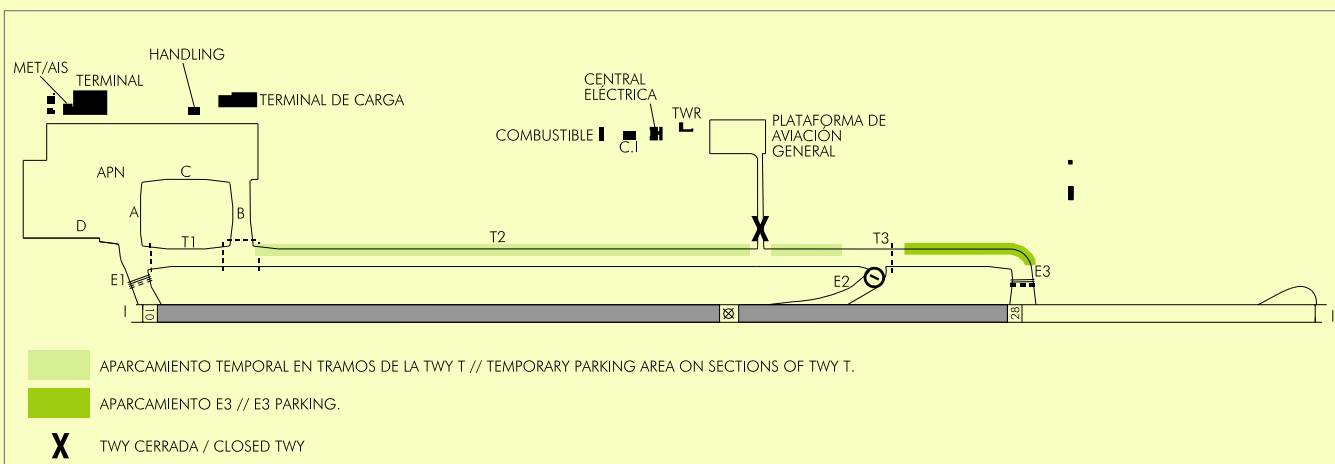 HANDLING
MET/AIS
TERMINAL
TERMINAL DE CARGA
CENTRAL
ELÉCTRICA
TWR
COMBUSTIBLE
C.I
PLATAFORMA DE
AVIACIÓN
GENERAL
APN
C
A
B
D
T1
T2
T3
X
E1
E2
E3
I
10
28
I
APARCAMIENTO TEMPORAL EN TRAMOS DE LA TWY T // TEMPORARY PARKING AREA ON SECTIONS OF TWY T.
APARCAMIENTO E3 // E3 PARKING.
X TWY CERRADA / CLOSED TWY